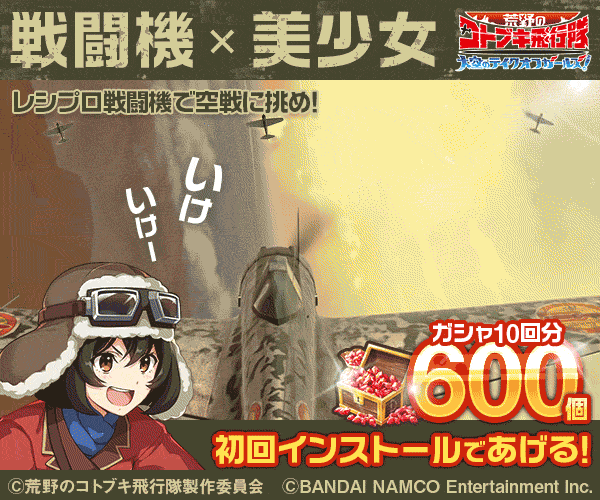 戦闘機×美少女
荒野の
コトブキ飛行隊
大空のテイクオフガールズ!
レシプロ戦闘機で空戦に挑め!
いけ
いけー
ガシャ10回分
600個
初回インストールであげる!
©荒野のコトブキ飛行隊製作委員会 ©BANDAI NAMCO Entertainment Inc.